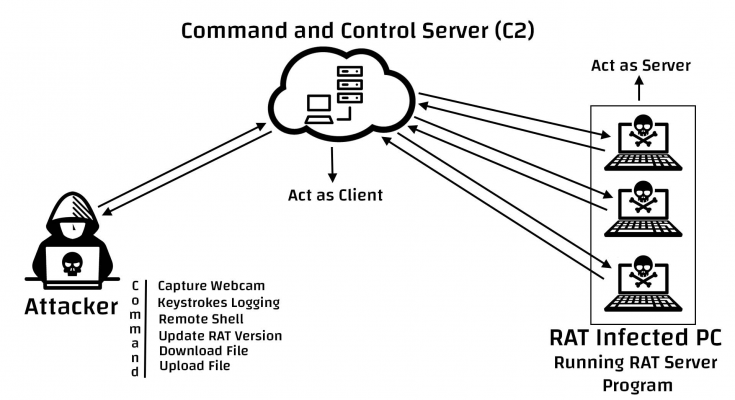 Command and Control Server (C2)
Act as Server
Act as Client
Attacker
Command
Capture Webcam
Keystrokes Logging
Remote Shell
Update RAT Version
Download File
Upload File
RAT Infected PC
Running RAT Server
Program